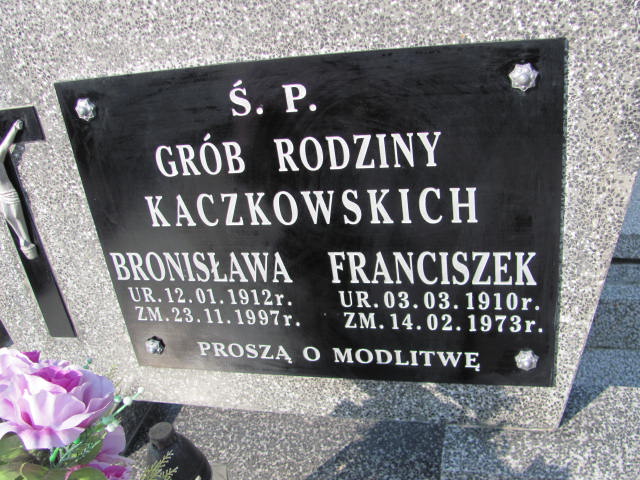 Ś. P.
GRÓB RODZINY
KACZKOWSKICH
BRONISŁAWA FRANCISZEK
UR. 12.01.1912r. UR. 03.03.1910r.
ZM. 23.11.1997r. ZM. 14.02.1973r.
PROSZĄ O MODLITWĘ